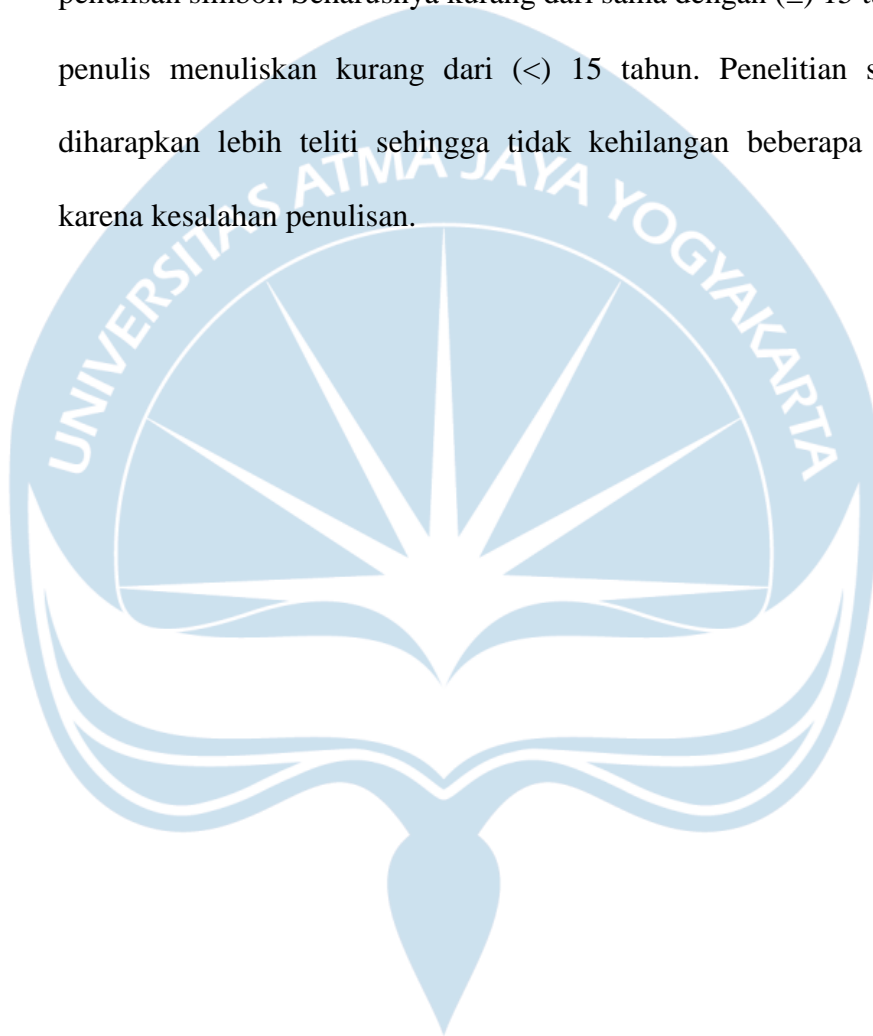 penulisan simbol. Seharusnya kurang dari sama dengan (≤) 15 ta
penulis menuliskan kurang dari (<) 15 tahun. Penelitian s
diharapkan lebih teliti sehingga tidak kehilangan beberapa
karena kesalahan penulisan.
UNIVERSITAS ATMA JAYA YOGYAKARTA